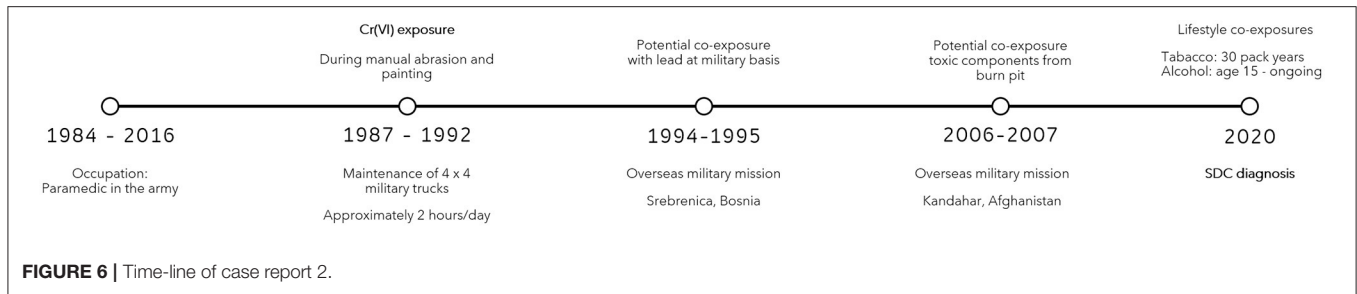 Cr(VI) exposure
During manual abrasion and
painting
Potential co-exposure
with lead at military basis
Potential co-exposure
toxic components from
burn pit
Lifestyle co-exposures
Tabacco: 30 pack years
Alcohol: age 15 - ongoing
1984 - 2016
1987 - 1992
1994-1995
2006-2007
2020
Occupation:
Paramedic in the army
Maintenance of 4 x 4
military trucks
Approximately 2 hours/day
Overseas military mission
Srebrenica, Bosnia
Overseas military mission
Kandahar, Afghanistan
SDC diagnosis
FIGURE 6 | Time-line of case report 2.